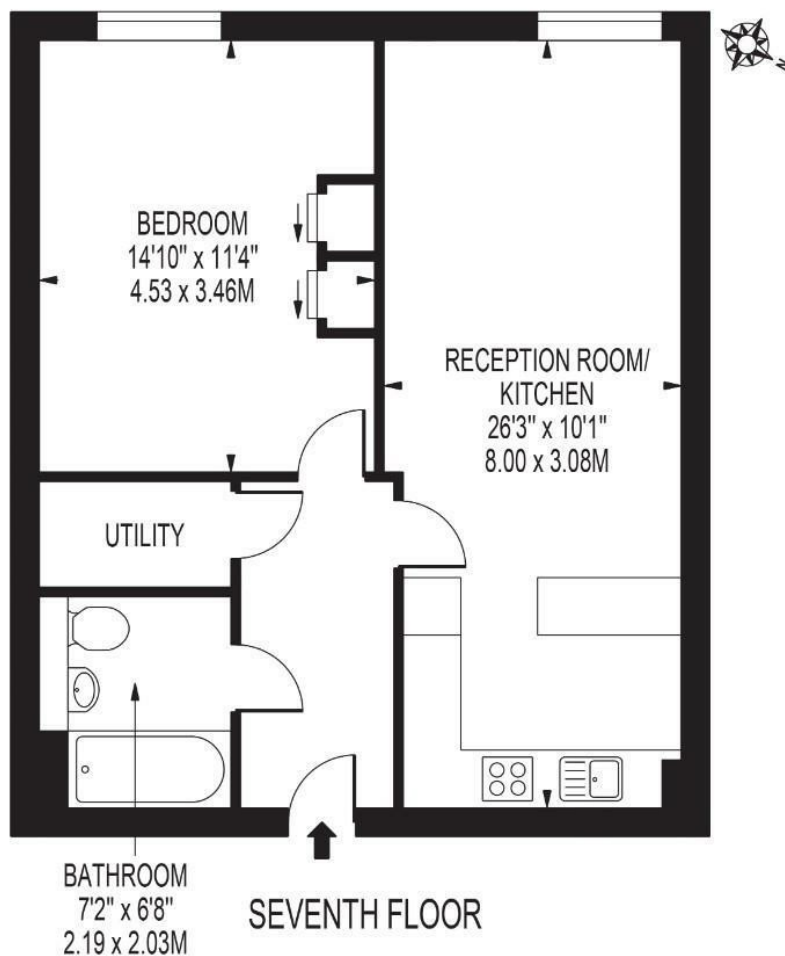 N
BEDROOM
14'10" x 11'4"
4.53 x 3.46M
RECEPTION ROOM/
KITCHEN
26'3" x 10'1"
8.00 x 3.08M
UTILITY
BATHROOM
7'2" x 6'8"
2.19 x 2.03M
SEVENTH FLOOR